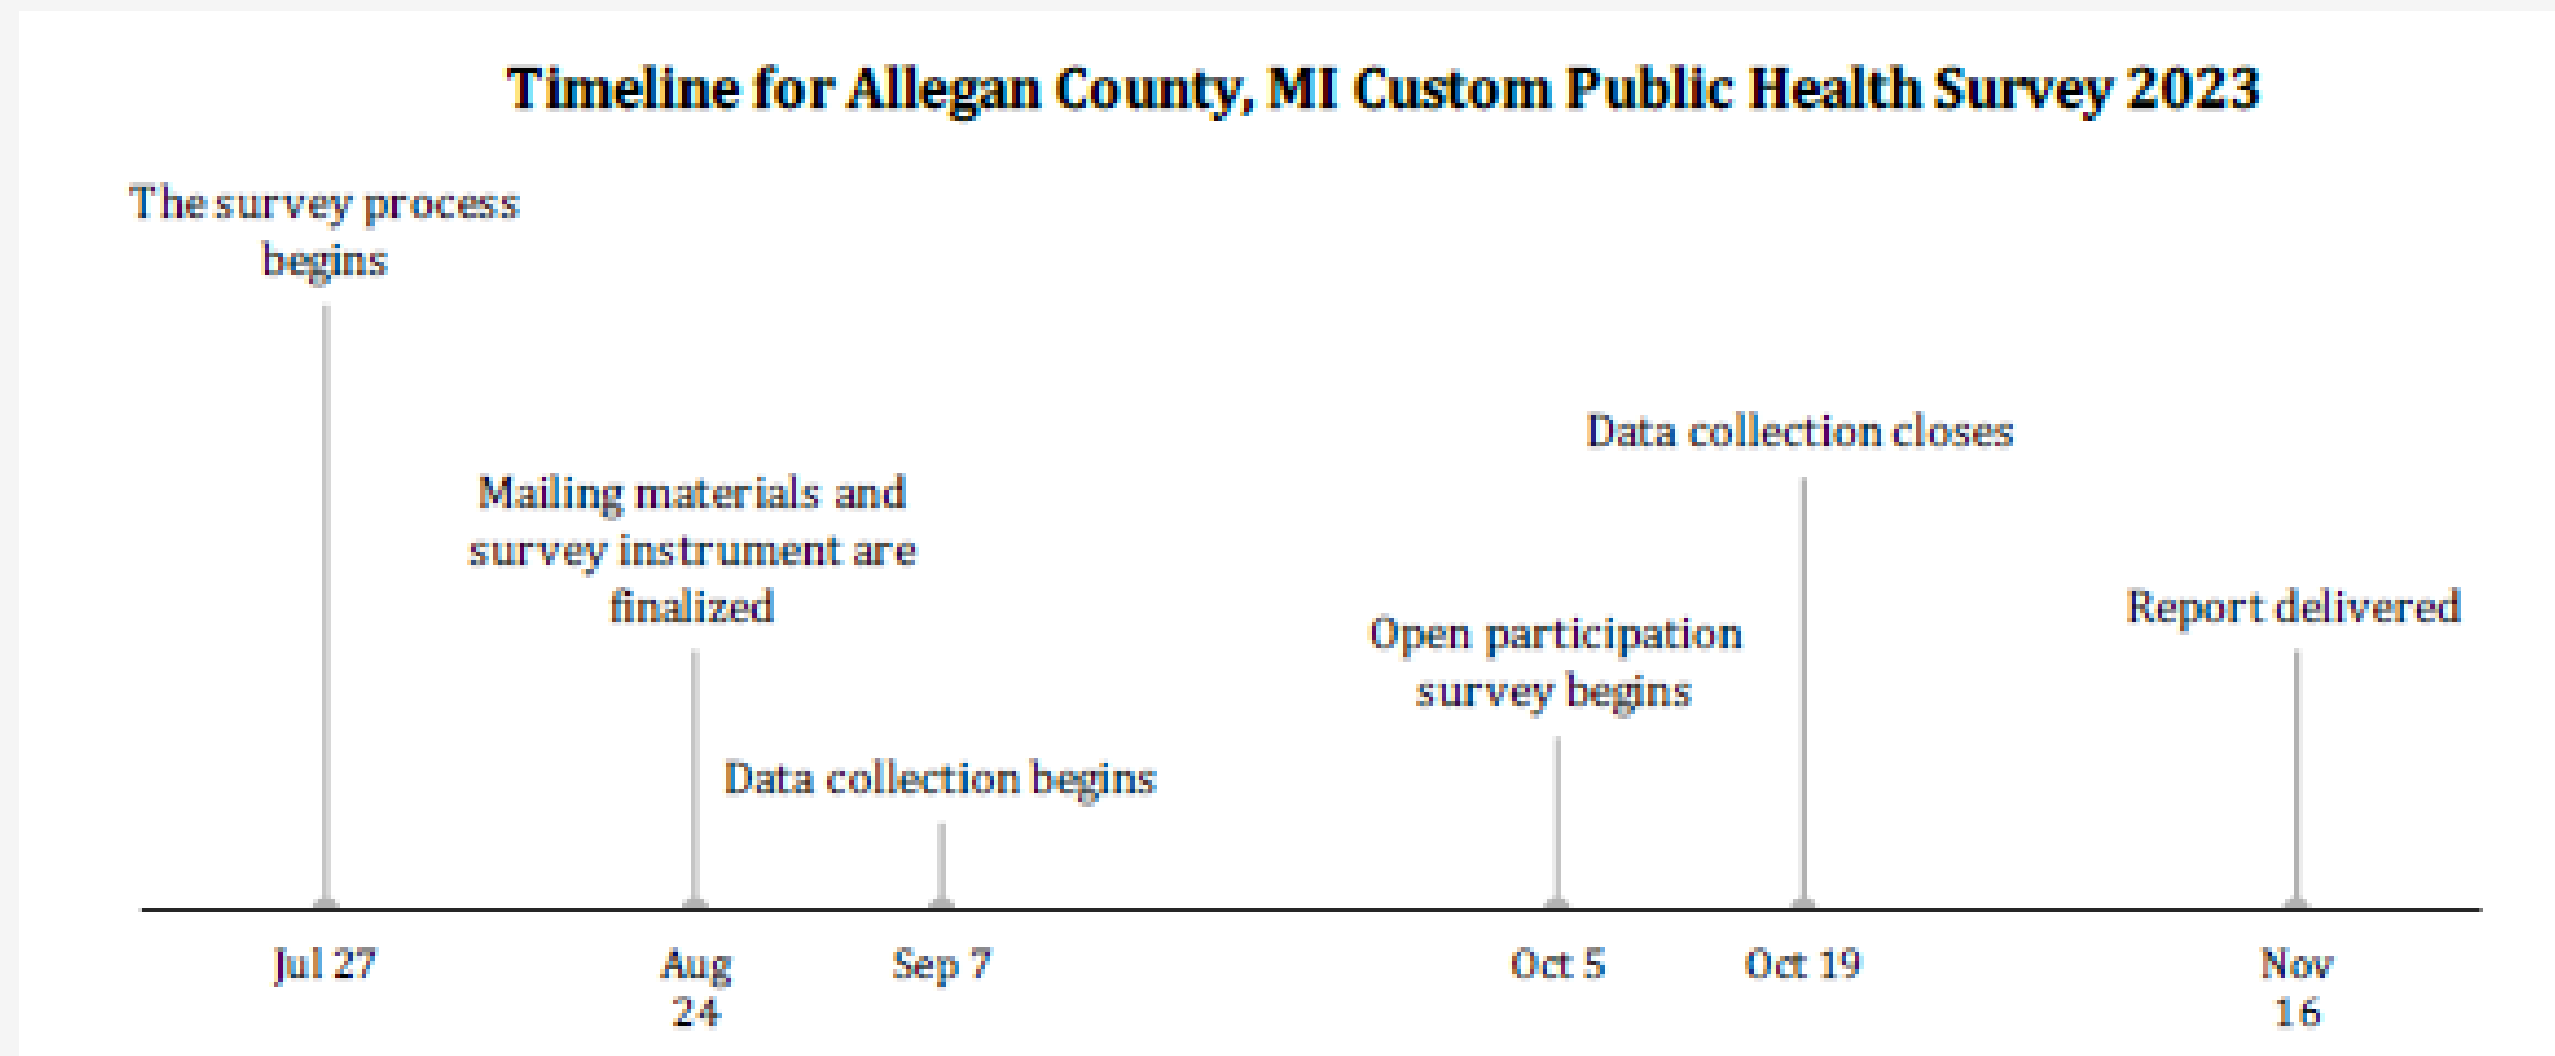 Timeline for Allegan County, MI Custom Public Health Survey 2023
The survey process
begins
Mailing materials and
survey instrument are
finalized
Data collection begins
Open participation
survey begins
Data collection closes
Report delivered
Jul 27
Aug
24
Sep 7
Oct 5
Oct 19
Nov
16